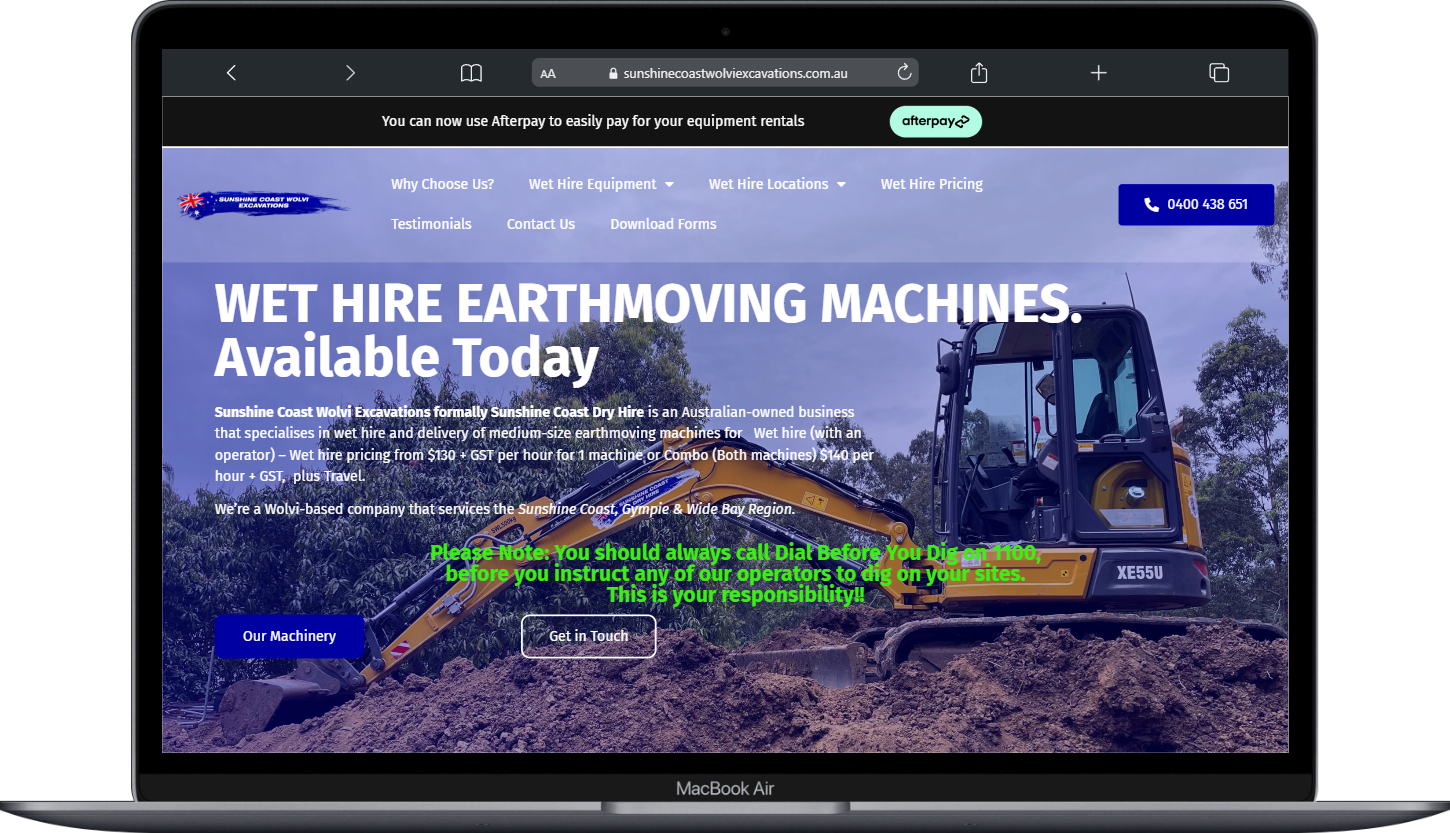 AA
sunshinecoastwolviexcavations.com.au
You can now use Afterpay to easily pay for your equipment rentals
afterpay
SUNSHINE COAST WOLVI
EXCAVATIONS
Why Choose Us? Wet Hire Equipment Wet Hire Locations Wet Hire Pricing
Testimonials Contact Us Download Forms
0400 438 651
WET HIRE EARTHMOVING MACHINES.
Available Today
Sunshine Coast Wolvi Excavations formally Sunshine Coast Dry Hire is an Australian-owned business
that specialises in wet hire and delivery of medium-size earthmoving machines for Wet hire (with an
operator) – Wet hire pricing from $130 + GST per hour for 1 machine or Combo (Both machines) $140 per
hour + GST, plus Travel.
We’re a Wolvi-based company that services the Sunshine Coast, Gympie & Wide Bay Region.
SUNSHINE COAST
DRY HIRE
Please Note: You should always call Dial Before You Dig on 1100,
before you instruct any of our operators to dig on your sites.
This is your responsibility!!
XE55U
Our Machinery
Get in Touch
MacBook Air